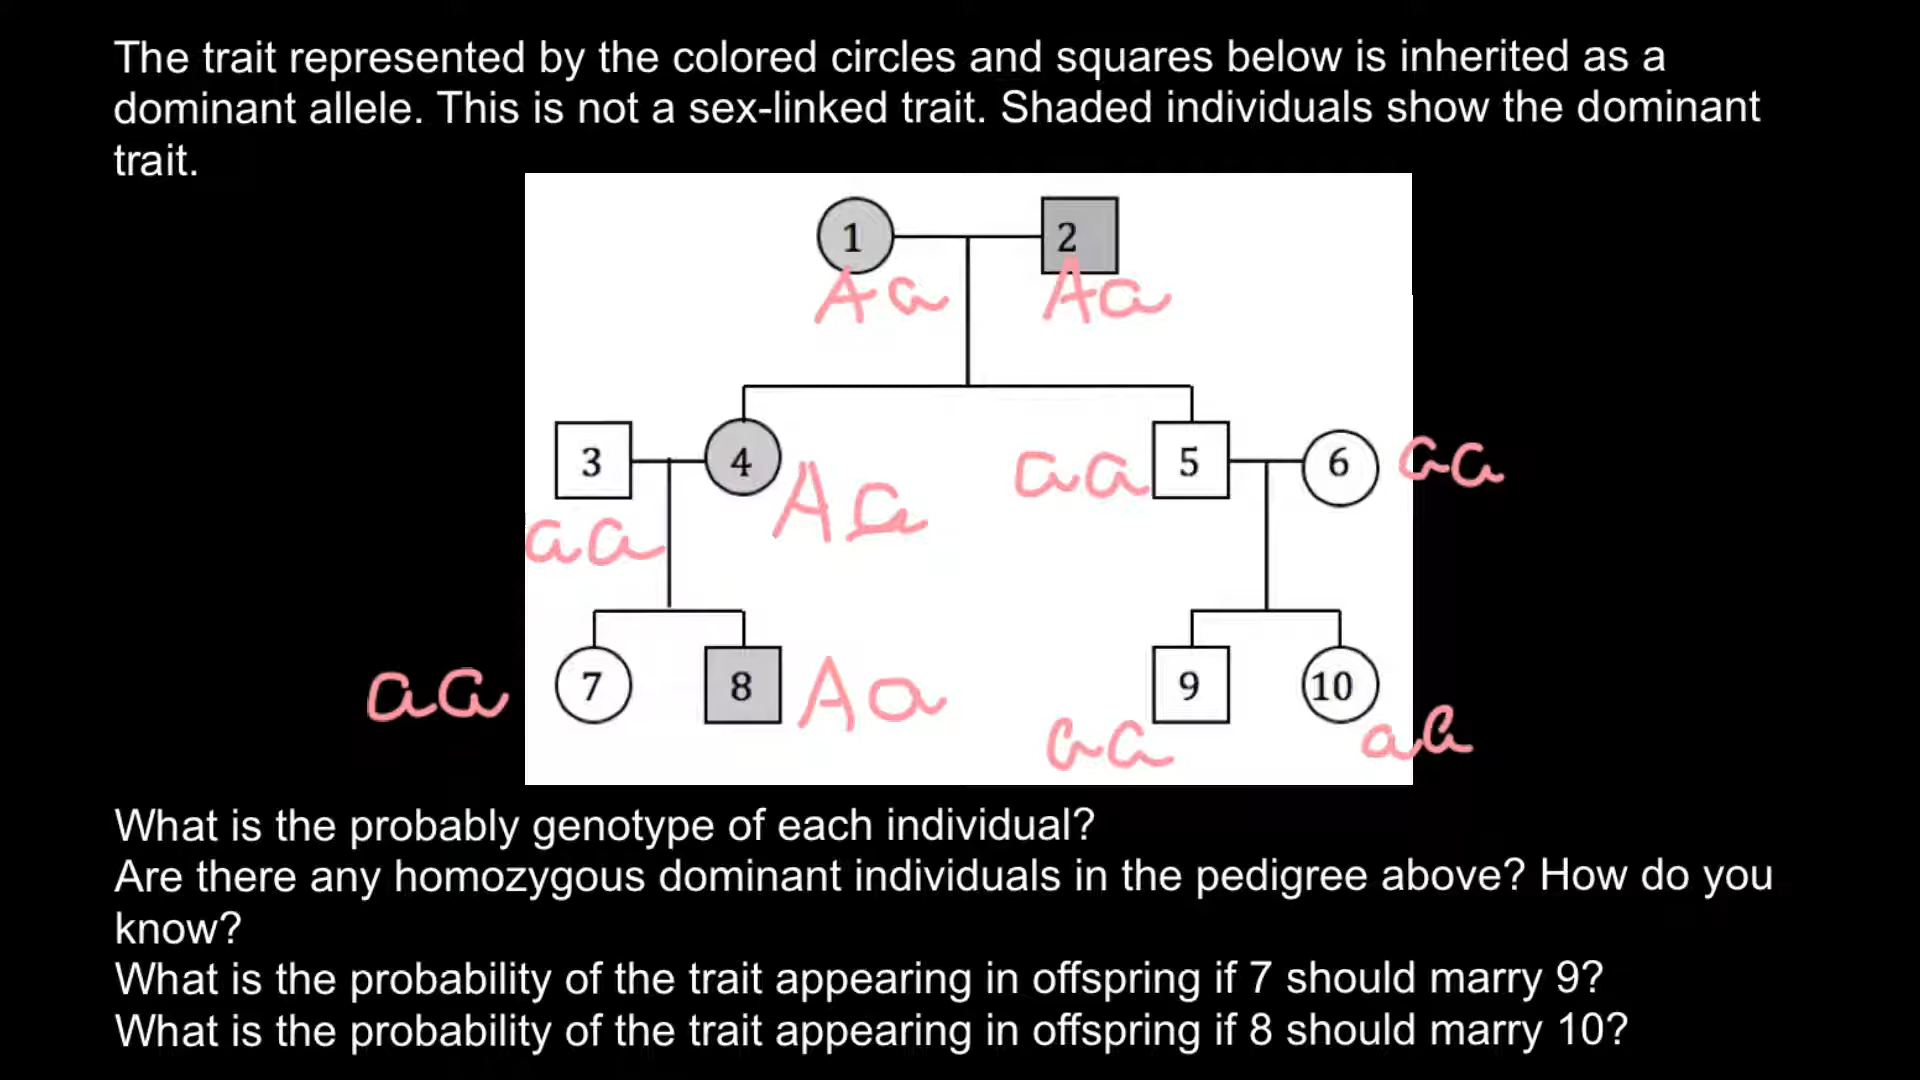 The trait represented by the colored circles and squares below is inherited as a
dominant allele. This is not a sex-linked trait. Shaded individuals show the dominant
trait.
1 2
Aa Aa
3 4 5 6
aa Aa aa aa
7 8 9 10
aa Aa aa aa
What is the probably genotype of each individual?
Are there any homozygous dominant individuals in the pedigree above? How do you
know?
What is the probability of the trait appearing in offspring if 7 should marry 9?
What is the probability of the trait appearing in offspring if 8 should marry 10?